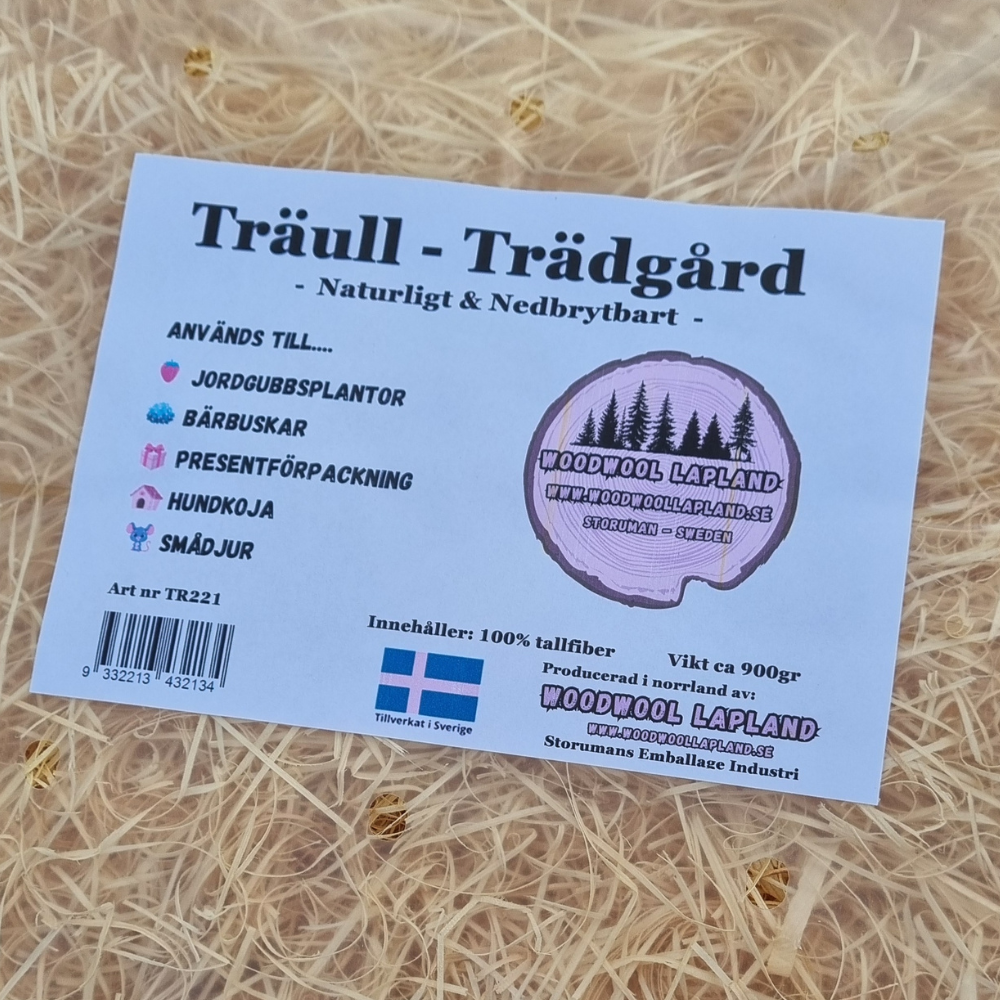 Träull - Trädgård
- Naturligt & Nedbrytbart -
ANVÄNDS TILL....
JORDGUBBSPLANTOR
BÄRBUSKAR
PRESENTFÖRPACKNING
HUNDKOJA
SMÅDJUR
WOODWOOL LAPLAND
WWW.WOODWOOLLAPLAND.SE
STORUMAN - SWEDEN
Art nr TR221
9 332213 432134
Innehåller: 100% tallfiber
Vikt ca 900gr
Tillverkat i Sverige
Producerad i norrland av:
WOODWOOL LAPLAND
WWW.WOODWOOLLAPLAND.SE
Storumans Emballage Industri